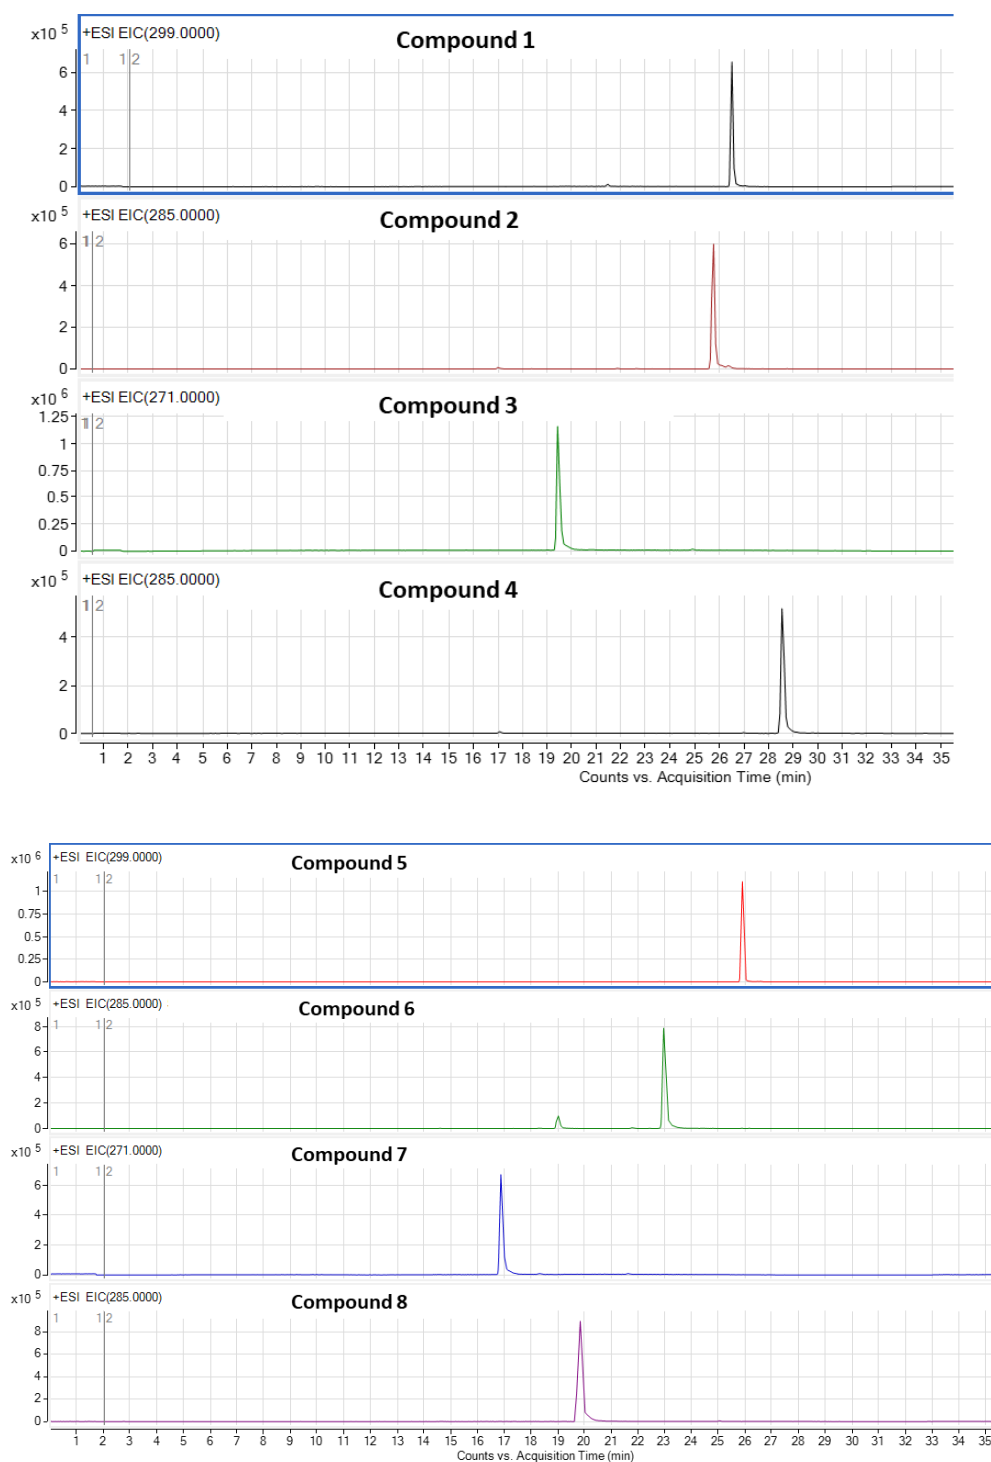 x10 5 +ESI EIC(299.0000)
Compound 1
1 1 2
6
4
2
0
x10 5 +ESI EIC(285.0000)
Compound 2
1 2
6
4
2
0
x10 6 +ESI EIC(271.0000)
Compound 3
1 2
1.25
1
0.75
0.5
0.25
0
x10 5 +ESI EIC(285.0000)
Compound 4
1 2
4
2
0
1 2 3 4 5 6 7 8 9 10 11 12 13 14 15 16 17 18 19 20 21 22 23 24 25 26 27 28 29 30 31 32 33 34 35
Counts vs. Acquisition Time (min)
x10 6 +ESI EIC(299.0000)
Compound 5
1 1 2
1
0.75
0.5
0.25
0
x10 5 +ESI EIC(285.0000)
Compound 6
1 1 2
8
6
4
2
0
x10 5 +ESI EIC(271.0000)
Compound 7
1 1 2
6
4
2
0
x10 5 +ESI EIC(285.0000)
Compound 8
1 1 2
8
6
4
2
0
1 2 3 4 5 6 7 8 9 10 11 12 13 14 15 16 17 18 19 20 21 22 23 24 25 26 27 28 29 30 31 32 33 34 35
Counts vs. Acquisition Time (min)